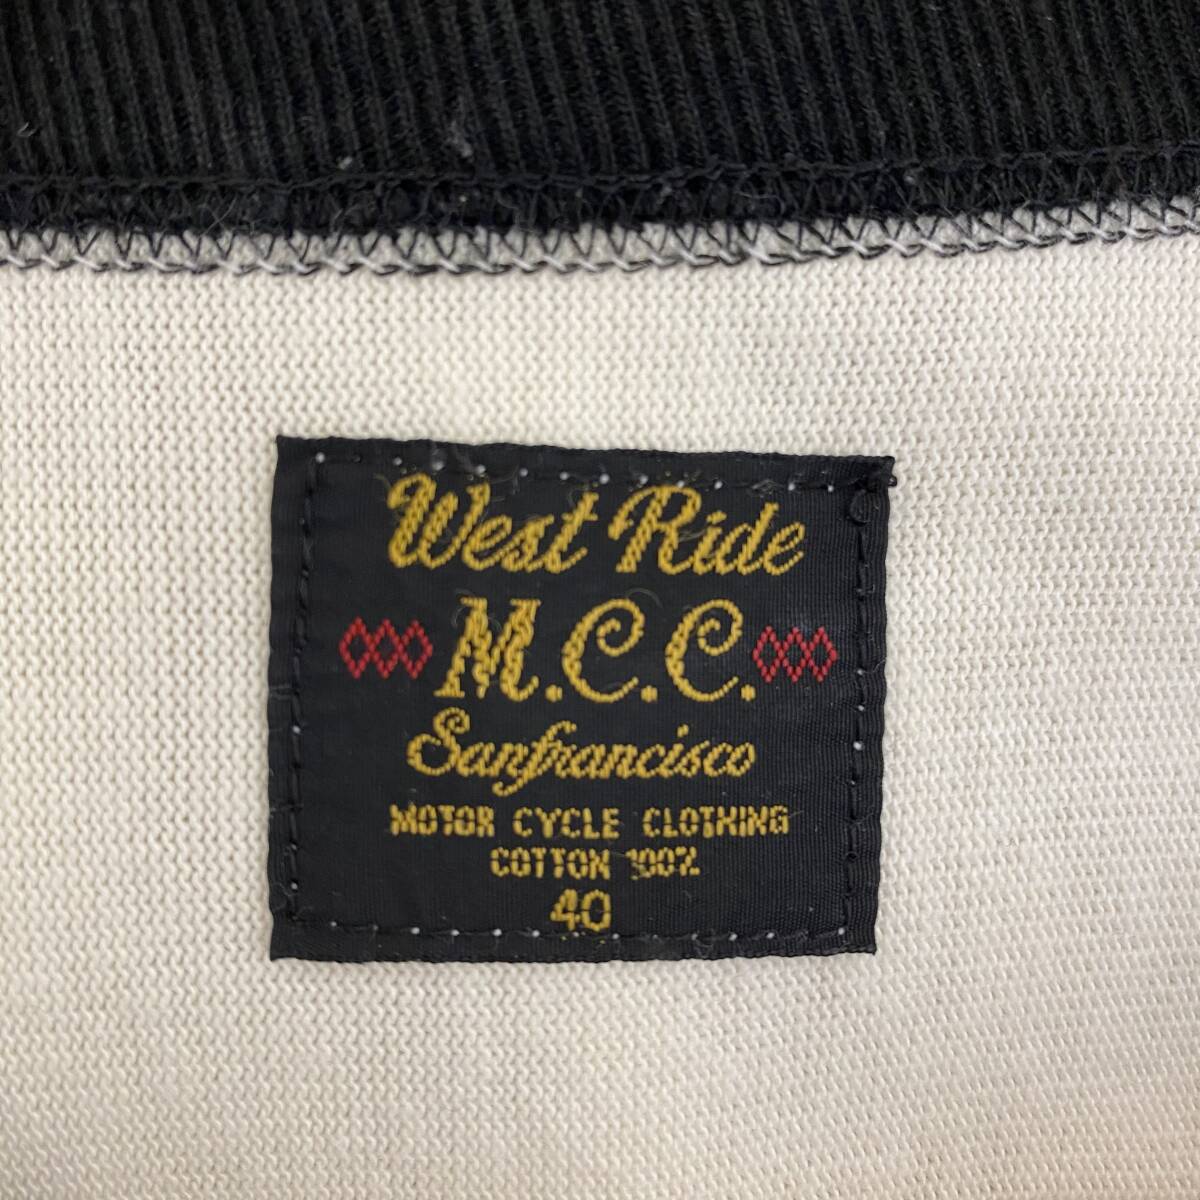 West Ride
M.C.C.
Sanfrancisco
MOTOR CYCLE CLOTHING
COTTON 100%
40